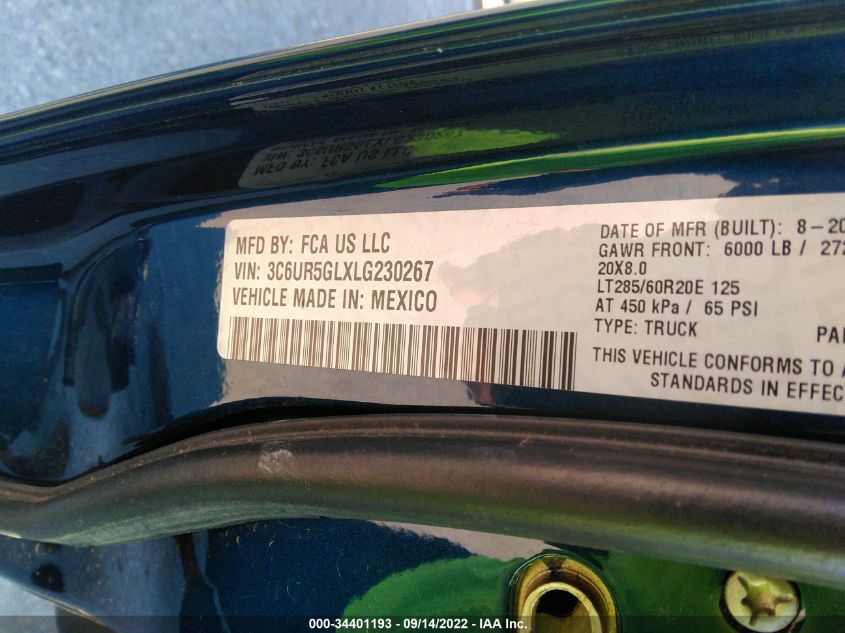 MFD BY: FCA US LLC
VIN: 3C6UR5GLXLG230267
VEHICLE MADE IN: MEXICO
DATE OF MFR (BUILT): 8-20
GAWR FRONT: 6000 LB / 272
20X8.0
LT285/60R20E 125
AT 450 kPa / 65 PSI
TYPE: TRUCK
PA
THIS VEHICLE CONFORMS TO A
STANDARDS IN EFFEC
000-34401193 - 09/14/2022 - IAA Inc.